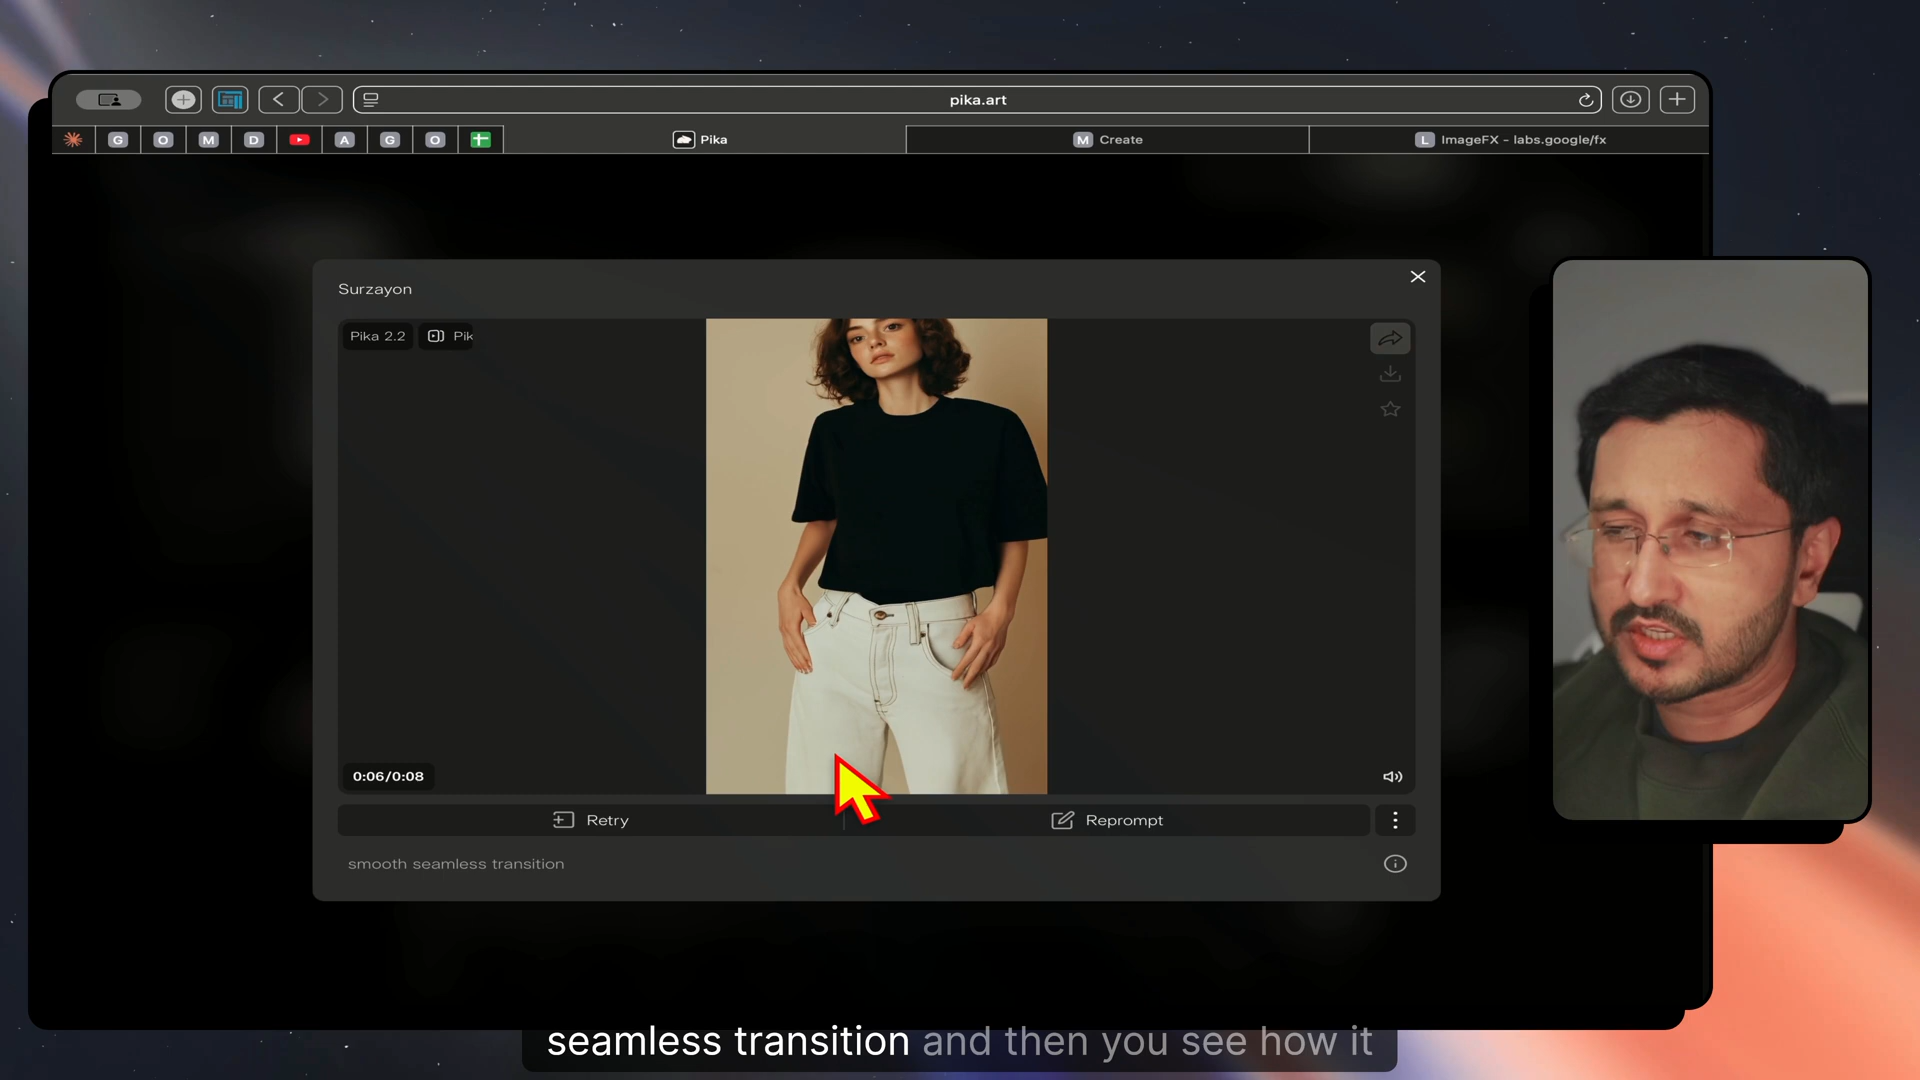 pika.art
G
O
M
D
A
G
O
Pika
M Create
L ImageFX - labs.google/fx
Surzayon
Pika 2.2
Pik
0:06/0:08
Retry
Reprompt
smooth seamless transition
seamless transition and then you see how it